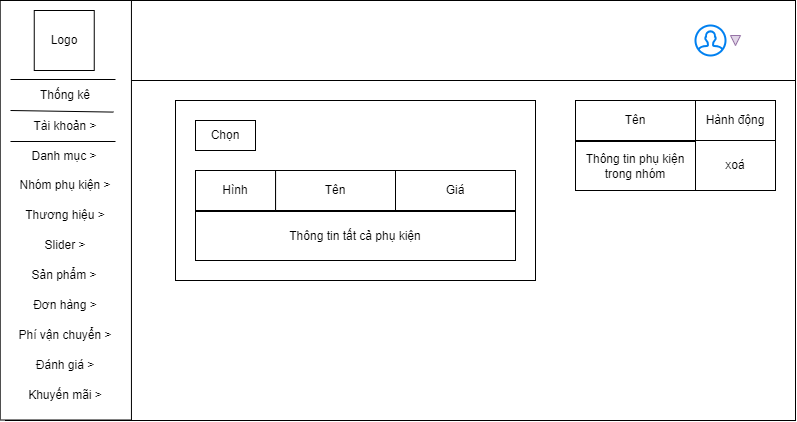 Logo
Thống kê
Tài khoản >
Danh mục >
Nhóm phụ kiện >
Thương hiệu >
Slider >
Sản phẩm >
Đơn hàng >
Phí vận chuyển >
Đánh giá >
Khuyến mãi >
Chọn
Hình Tên Giá
Thông tin tất cả phụ kiện
Tên Hành động
Thông tin phụ kiện
trong nhóm
xoá